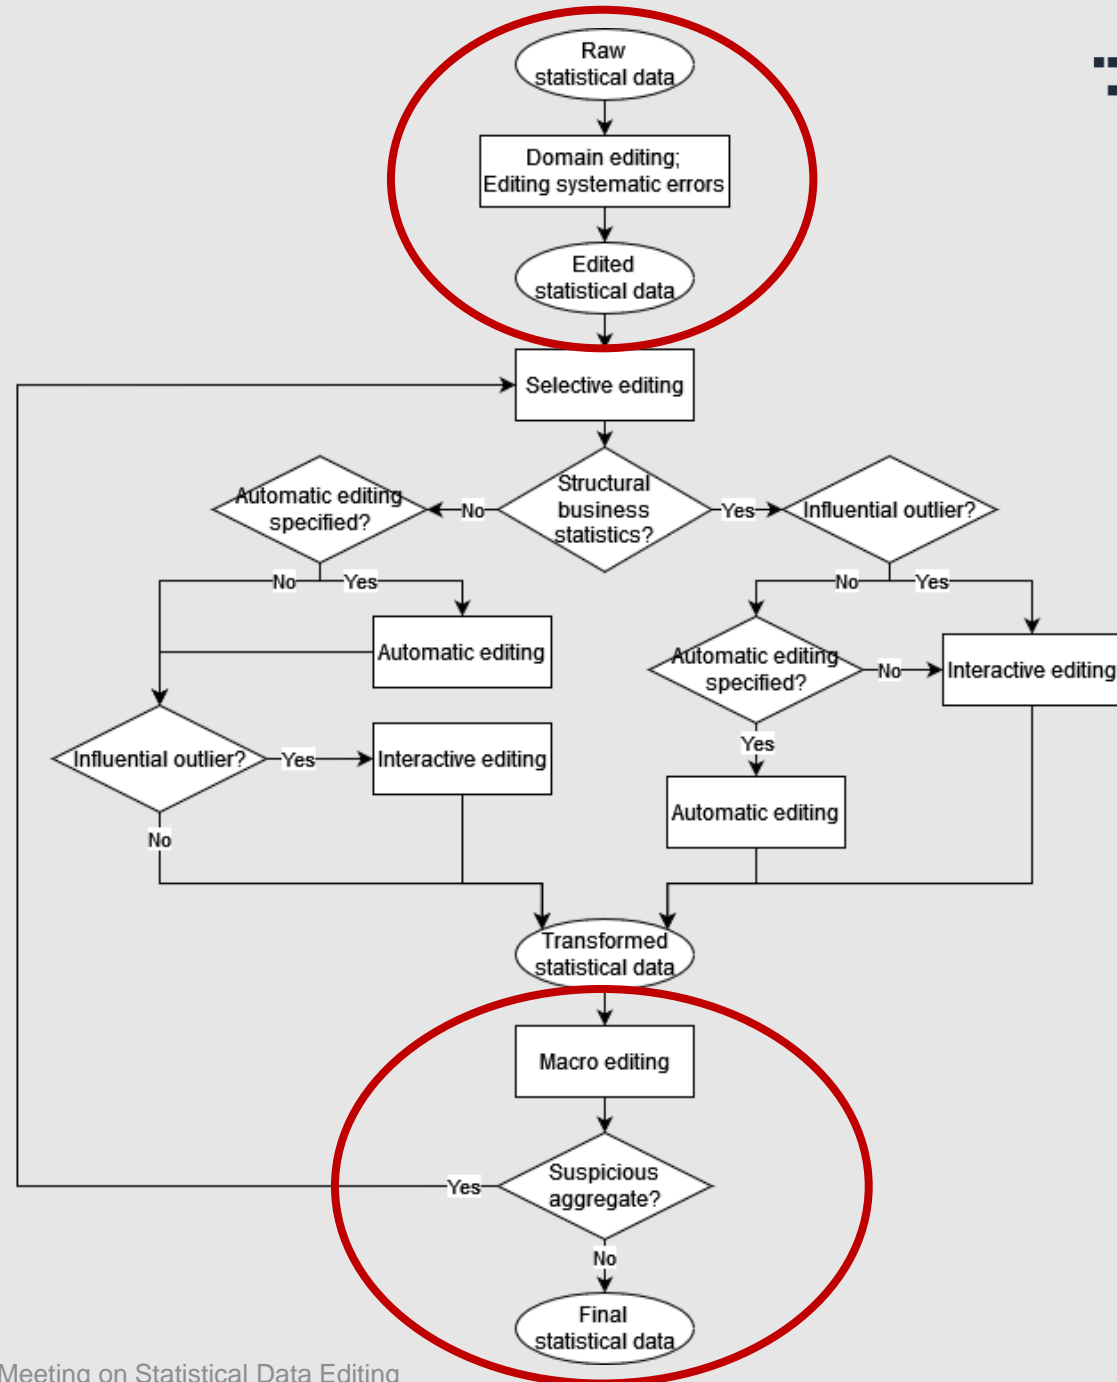 Raw
statistical data
Domain editing;
Editing systematic errors
Edited
statistical data
Selective editing
Structural
business
statistics?
No
Yes
Automatic editing
specified?
Influential outlier?
No
Yes
No
Yes
Automatic editing
Automatic editing
specified?
No
Interactive editing
Influential outlier?
Yes
Interactive editing
Yes
Automatic editing
No
Transformed
statistical data
Macro editing
Suspicious
aggregate?
Yes
No
Final
statistical data
Meeting on Statistical Data Editing